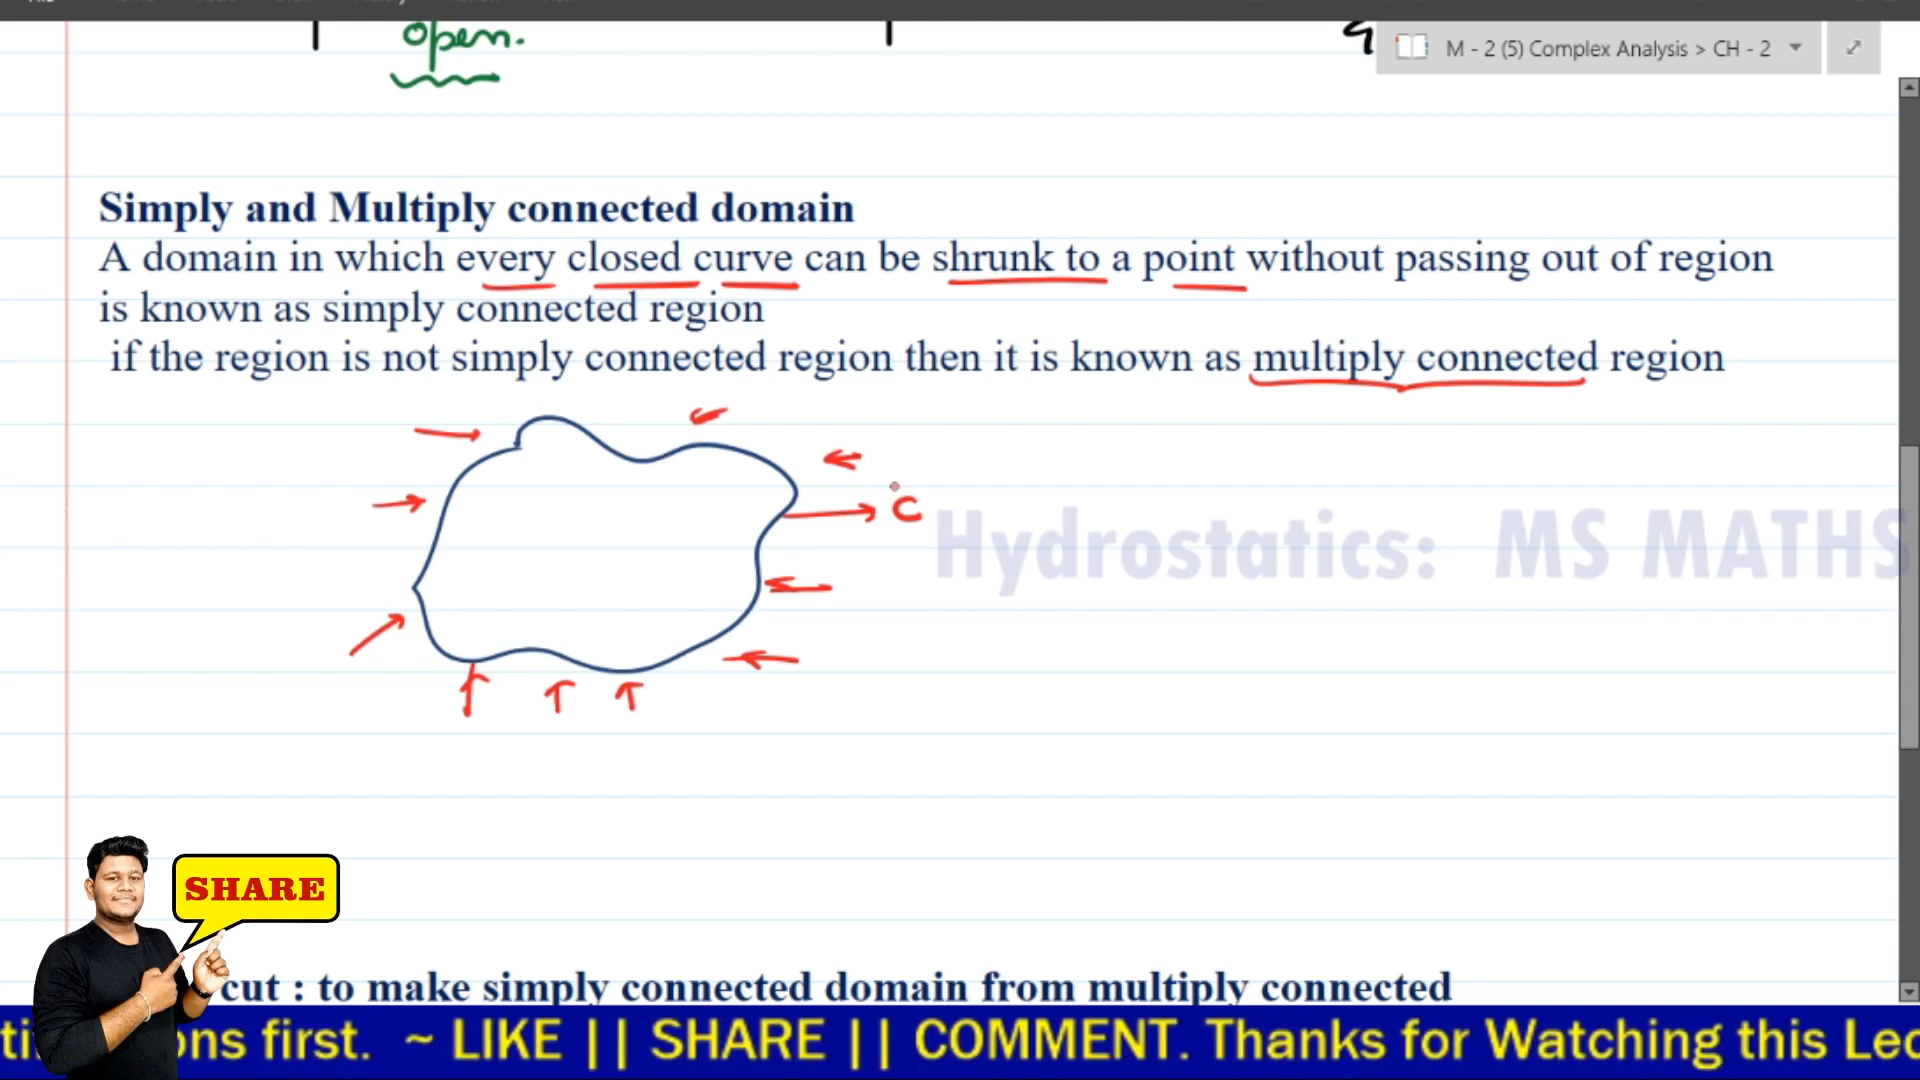 open.
M - 2 (5) Complex Analysis > CH - 2
Simply and Multiply connected domain
A domain in which every closed curve can be shrunk to a point without passing out of region
is known as simply connected region
if the region is not simply connected region then it is known as multiply connected region
C
Hydrostatics: MS MATHS
SHARE
cut : to make simply connected domain from multiply connected
ons first. ~ LIKE || SHARE || COMMENT. Thanks for Watching this Lec